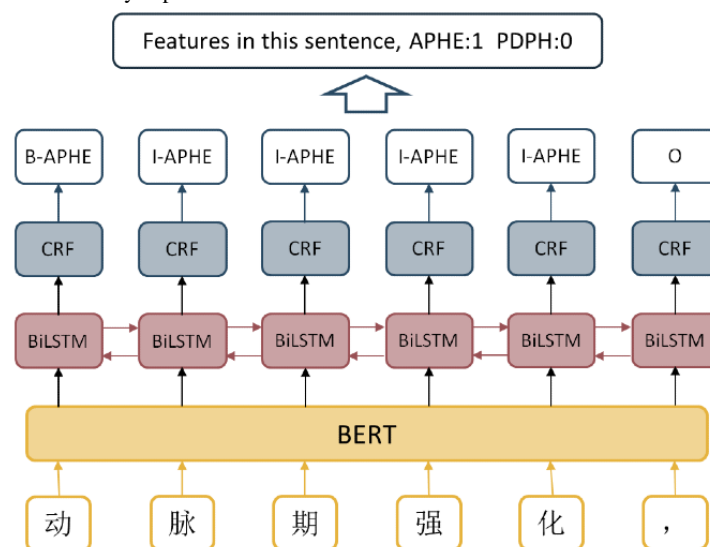 Features in this sentence, APHE:1 PDPH:0
B-APHE I-APHE I-APHE I-APHE I-APHE O
CRF CRF CRF CRF CRF CRF
BiLSTM BiLSTM BiLSTM BiLSTM BiLSTM BiLSTM
BERT
动 脉 期 强 化 ，